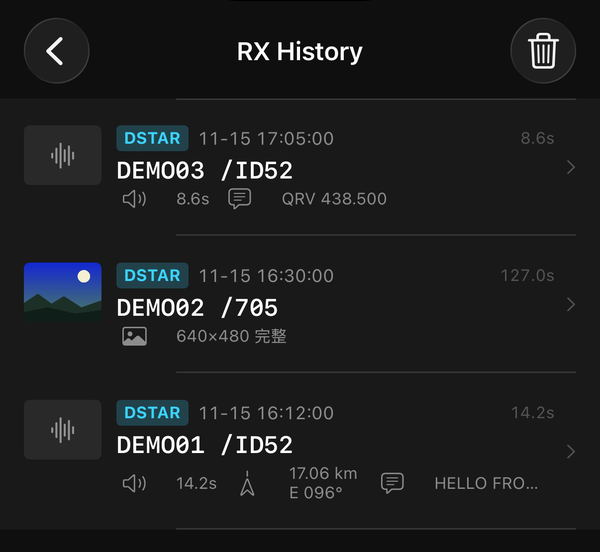 RX History
DSTAR 11-15 17:05:00 8.6s
DEMO03 /ID52
8.6s QRV 438.500
DSTAR 11-15 16:30:00 127.0s
DEMO02 /705
640×480 完整
DSTAR 11-15 16:12:00 14.2s
DEMO01 /ID52
14.2s 17.06 km E 096° HELLO FRO...